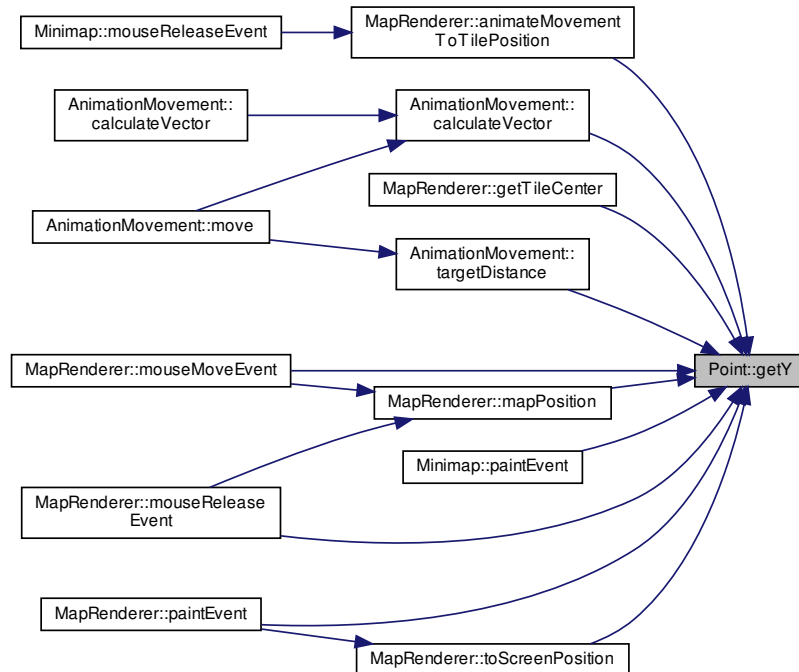 MapRenderer::animateMovement
ToTilePosition
Minimap::mouseReleaseEvent
AnimationMovement::
calculateVector
AnimationMovement::
calculateVector
MapRenderer::getTileCenter
AnimationMovement::move
AnimationMovement::
targetDistance
MapRenderer::mouseMoveEvent
Point::getY
MapRenderer::mapPosition
Minimap::paintEvent
MapRenderer::mouseRelease
Event
MapRenderer::paintEvent
MapRenderer::toScreenPosition